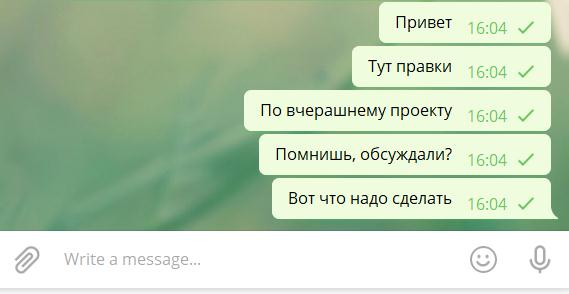 Привет 16:04
Тут правки 16:04
По вчерашнему проекту 16:04
Помнишь, обсуждали? 16:04
Вот что надо сделать 16:04
Write a message...